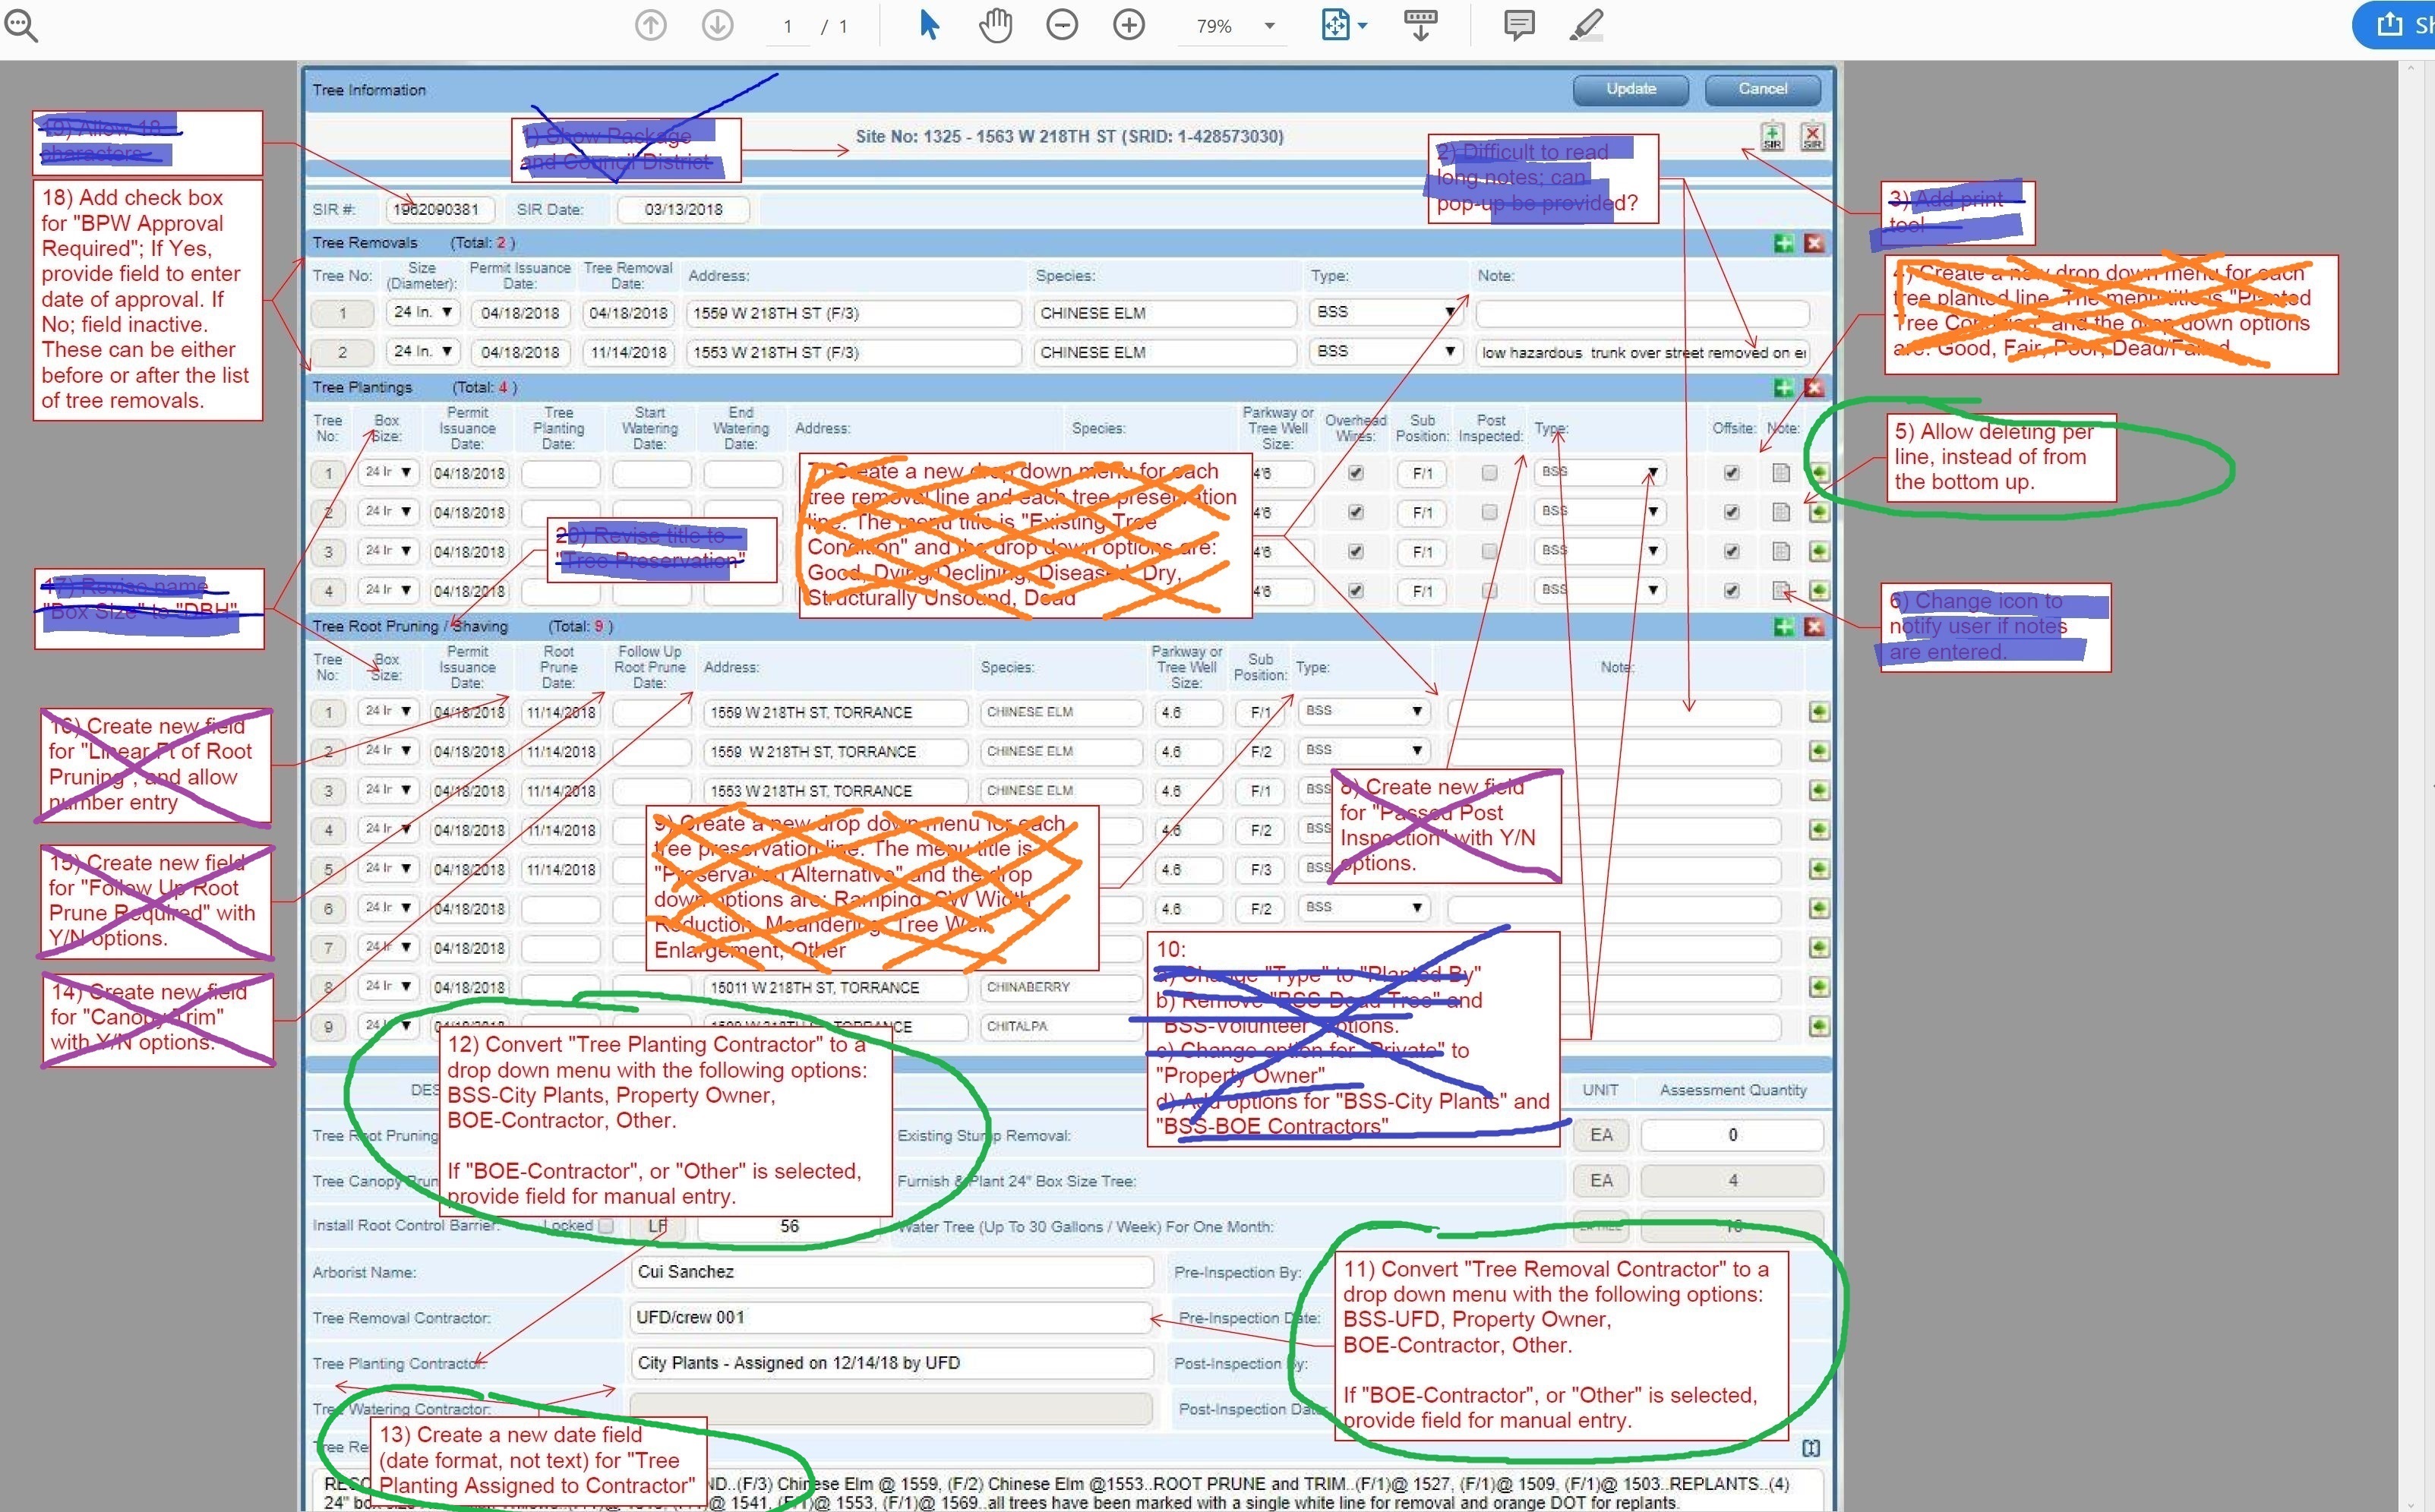 1 / 1
79%
Tree Information
Update
Cancel
19) Allow 18
characters
1) Show Package
and Council District
Site No: 1325 - 1563 W 218TH ST (SRID: 1-428573030)
SIR
SIR
2) Difficult to read
long notes; can
pop-up be provided?
3) Add print
tool
18) Add check box
for "BPW Approval
Required"; If Yes,
provide field to enter
date of approval. If
No; field inactive.
These can be either
before or after the list
of tree removals.
SIR #: 1962090381 SIR Date: 03/13/2018
Tree Removals (Total: 2 )
Tree No: Size (Diameter): Permit Issuance Date: Tree Removal Date: Address: Species: Type: Note:
1 24 In. 04/18/2018 04/18/2018 1559 W 218TH ST (F/3) CHINESE ELM BSS
2 24 In. 04/18/2018 11/14/2018 1553 W 218TH ST (F/3) CHINESE ELM BSS low hazardous trunk over street removed on
4) Create a new drop down menu for each
tree planted line. The menu title is "Planted
Tree Condition" and the drop down options
are: Good, Fair, Poor, Dead/Failed
Tree Plantings (Total: 4 )
Tree No: Box Size: Permit Issuance Date: Tree Planting Date: Start Watering Date: End Watering Date: Address: Species: Parkway or Tree Well Size: Overhead Wires: Sub Position: Post Inspected: Type: Offsite: Note:
1 24 Ir 04/18/2018 4'6 F/1 BSS
2 24 Ir 04/18/2018 4'6 F/1 BSS
3 24 Ir 04/18/2018 4'6 F/1 BSS
4 24 Ir 04/18/2018 4'6 F/1 BSS
5) Allow deleting per
line, instead of from
the bottom up.
7) Create a new drop down menu for each
tree removal line and each tree preservation
line. The menu title is "Existing Tree
Condition" and the drop down options are:
Good, Dying/Declining, Diseased, Dry,
Structurally Unsound, Dead
20) Revise title to
"Tree Preservation"
17) Revise name
"Box Size" to "DBH"
6) Change icon to
notify user if notes
are entered.
Tree Root Pruning / Shaving (Total: 9 )
Tree No: Box Size: Permit Issuance Date: Root Prune Date: Follow Up Root Prune Date: Address: Species: Parkway or Tree Well Size: Sub Position: Type: Note:
1 24 Ir 04/18/2018 11/14/2018 1559 W 218TH ST, TORRANCE CHINESE ELM 4.6 F/1 BSS
2 24 Ir 04/18/2018 11/14/2018 1559 W 218TH ST, TORRANCE CHINESE ELM 4.6 F/2 BSS
3 24 Ir 04/18/2018 11/14/2018 1553 W 218TH ST, TORRANCE CHINESE ELM 4.6 F/1 BSS
4 24 Ir 04/18/2018 11/14/2018 4.6 F/2 BSS
5 24 Ir 04/18/2018 11/14/2018 4.6 F/3 BSS
6 24 Ir 04/18/2018 4.6 F/2 BSS
7 24 Ir 04/18/2018
8 24 Ir 04/18/2018 15011 W 218TH ST, TORRANCE CHINABERRY
9 24 I CHITALPA
16) Create new field
for "Linear Ft of Root
Pruning", and allow
number entry
15) Create new field
for "Follow Up Root
Prune Required" with
Y/N options.
14) Create new field
for "Canopy Trim"
with Y/N options.
8) Create new field
for "Passed Post
Inspection" with Y/N
options.
9) Create a new drop down menu for each
tree preservation line. The menu title is
"Preservation Alternative" and the drop
down options are: Ramping, SW Width
Reduction, Meandering, Tree Well
Enlargement, Other
10:
a) Change "Type" to "Planted By"
b) Remove "BSS-Dead Tree" and
"BSS-Volunteer" options.
c) Change option for "Private" to
"Property Owner"
d) Add options for "BSS-City Plants" and
"BSS-BOE Contractors"
12) Convert "Tree Planting Contractor" to a
drop down menu with the following options:
BSS-City Plants, Property Owner,
BOE-Contractor, Other.
If "BOE-Contractor", or "Other" is selected,
provide field for manual entry.
DES UNIT Assessment Quantity
Tree Root Pruning Existing Stump Removal: EA 0
Tree Canopy Prun Furnish & Plant 24" Box Size Tree: EA 4
Install Root Control Barrier: Locked LF 56 Water Tree (Up To 30 Gallons / Week) For One Month:
Arborist Name: Cui Sanchez Pre-Inspection By:
Tree Removal Contractor: UFD/crew 001 Pre-Inspection Date:
Tree Planting Contractor: City Plants - Assigned on 12/14/18 by UFD Post-Inspection By:
Tree Watering Contractor: Post-Inspection Date:
11) Convert "Tree Removal Contractor" to a
drop down menu with the following options:
BSS-UFD, Property Owner,
BOE-Contractor, Other.
If "BOE-Contractor", or "Other" is selected,
provide field for manual entry.
13) Create a new date field
(date format, not text) for "Tree
Planting Assigned to Contractor"
Tree Re
RECO ND..(F/3) Chinese Elm @ 1559, (F/2) Chinese Elm @1553..ROOT PRUNE and TRIM..(F/1)@ 1527, (F/1)@ 1509, (F/1)@ 1503..REPLANTS..(4)
24" @ 1541, (F/1)@ 1553, (F/1)@ 1569..all trees have been marked with a single white line for removal and orange DOT for replants.